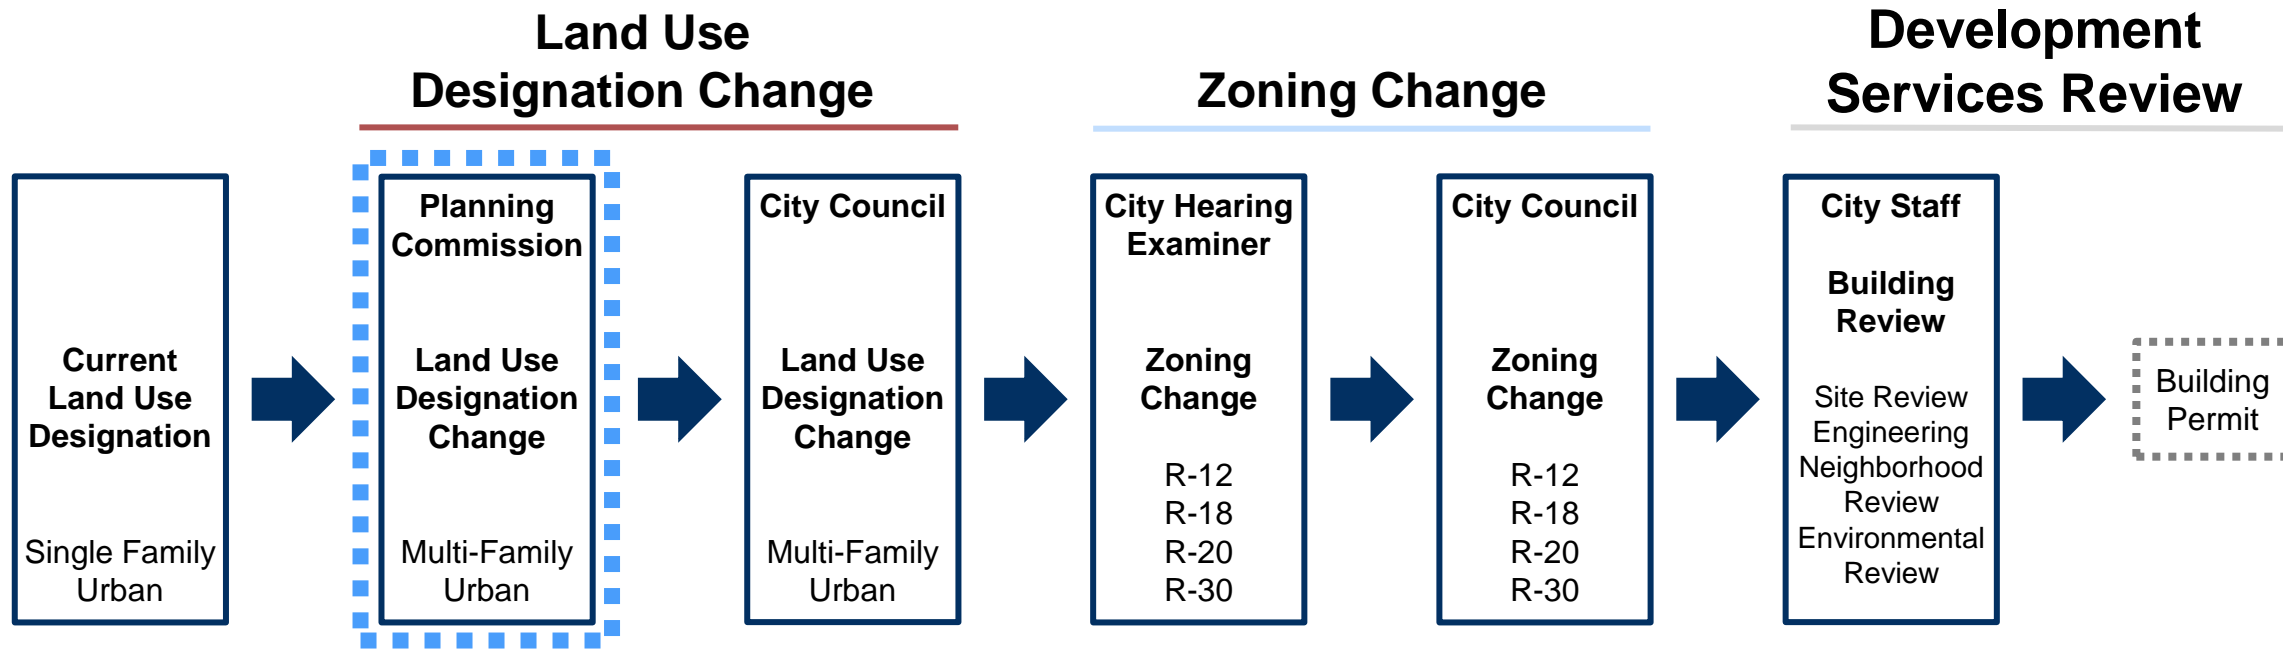 Land Use
Designation Change
Zoning Change
Development
Services Review
Current
Land Use
Designation
Single Family
Urban
Planning
Commission
Land Use
Designation
Change
Multi-Family
Urban
City Council
Land Use
Designation
Change
Multi-Family
Urban
City Hearing
Examiner
Zoning
Change
R-12
R-18
R-20
R-30
City Council
Zoning
Change
R-12
R-18
R-20
R-30
City Staff
Building
Review
Site Review
Engineering
Neighborhood
Review
Environmental
Review
Building
Permit